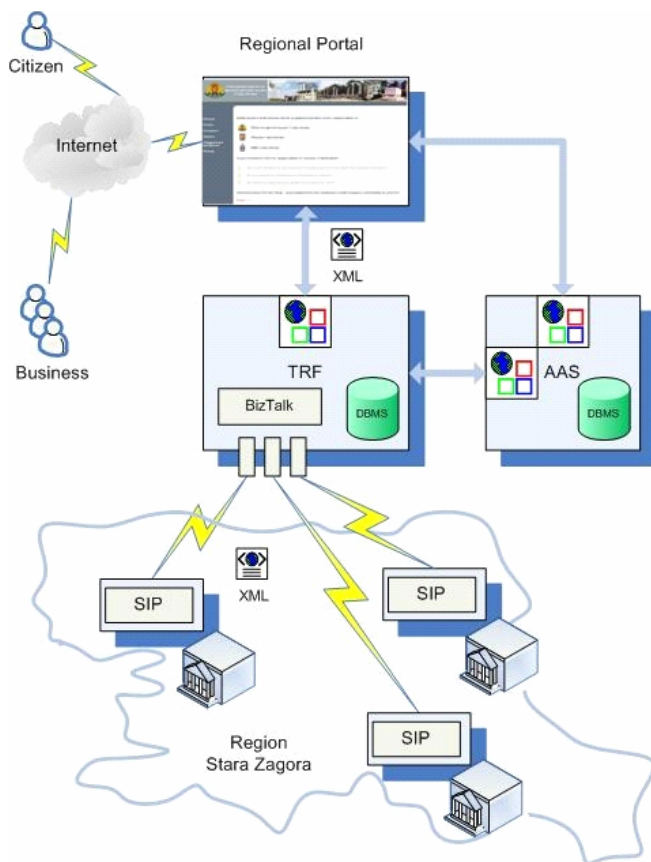 Regional Portal
Citizen
Internet
XML
Business
TRF
AAS
BizTalk
DBMS
DBMS
XML
SIP
SIP
SIP
Region
Stara Zagora